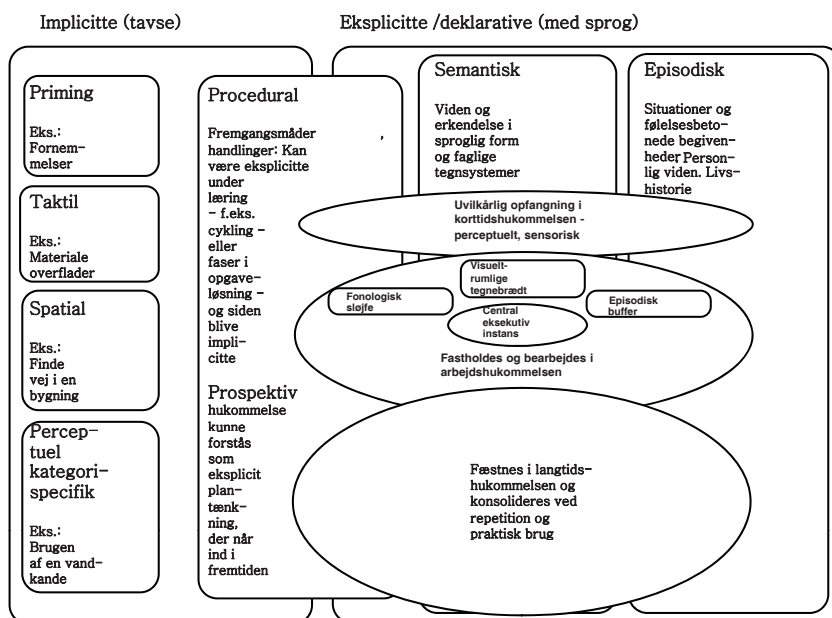 Implicitte (tavse)
Eksplicitte /deklarative (med sprog)
Priming
Eks.:
Fornem-
melser
Taktil
Eks.:
Materiale
overflader
Spatial
Eks.:
Finde
vej i en
bygning
Percep-
tuel
kategori-
specifik
Eks.:
Brugen
af en vand-
kande
Procedural
Fremgangsmåder ,
handlinger: Kan
være eksplicitte
under
læring
- f.eks.
cykling -
eller
faser i
opgave-
løsning -
og siden
blive
impli-
citte
Prospektiv
hukommelse
kunne
forstås
som
eksplicit
plan-
tænk-
ning,
der når
ind i
fremtiden
Semantisk
Viden og
erkendelse i
sproglig form
og faglige
tegnsystemer
Episodisk
Situationer og
følelsesbeto-
nede begiven-
heder Person-
lig viden. Livs-
historie
Uvilkårlig opfangning i
korttidshukommelsen -
perceptuelt, sensorisk
Visuelt-
rumlige
tegnebrædt
Fonologisk
sløjfe
Episodisk
buffer
Central
eksekutiv
instans
Fastholdes og bearbejdes i
arbejdshukommelsen
Fæstnes i langtids-
hukommelsen og
konsolideres ved
repetition og
praktisk brug